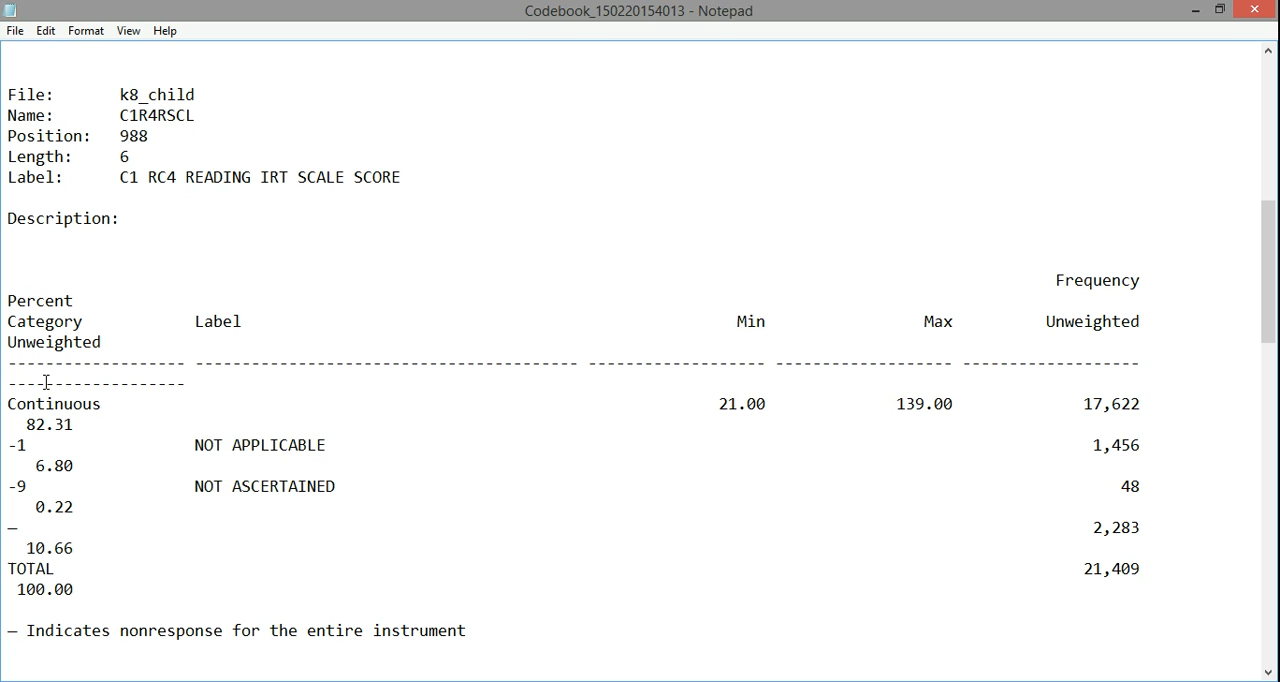 Codebook_150220154013 - Notepad
File Edit Format View Help
File: k8_child
Name: C1R4RSCL
Position: 988
Length: 6
Label: C1 RC4 READING IRT SCALE SCORE
Description:
Frequency
Percent
Category Label Min Max Unweighted
Unweighted
------------------- ----------------------------------------- ------------------- ------------------- -------------------
-------------------
Continuous 21.00 139.00 17,622
82.31
-1 NOT APPLICABLE 1,456
6.80
-9 NOT ASCERTAINED 48
0.22
— 2,283
10.66
TOTAL 21,409
100.00
— Indicates nonresponse for the entire instrument